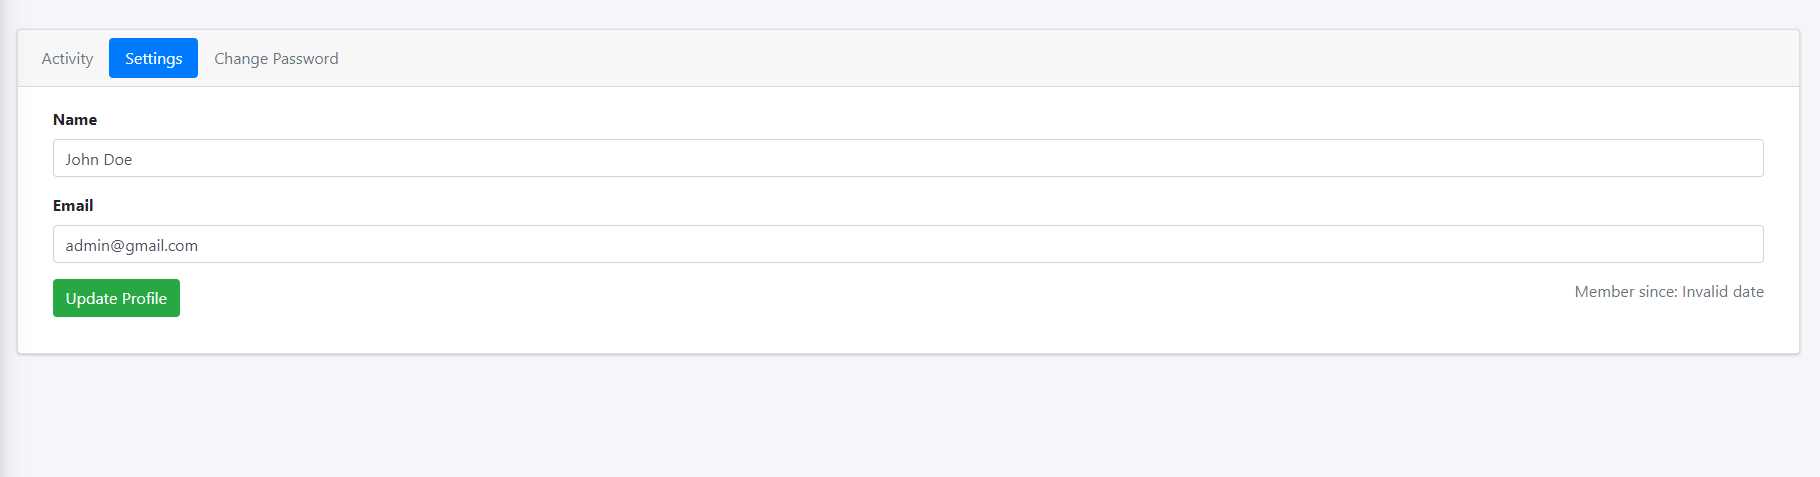 Activity Settings Change Password
Name
John Doe
Email
admin@gmail.com
Update Profile Member since: Invalid date